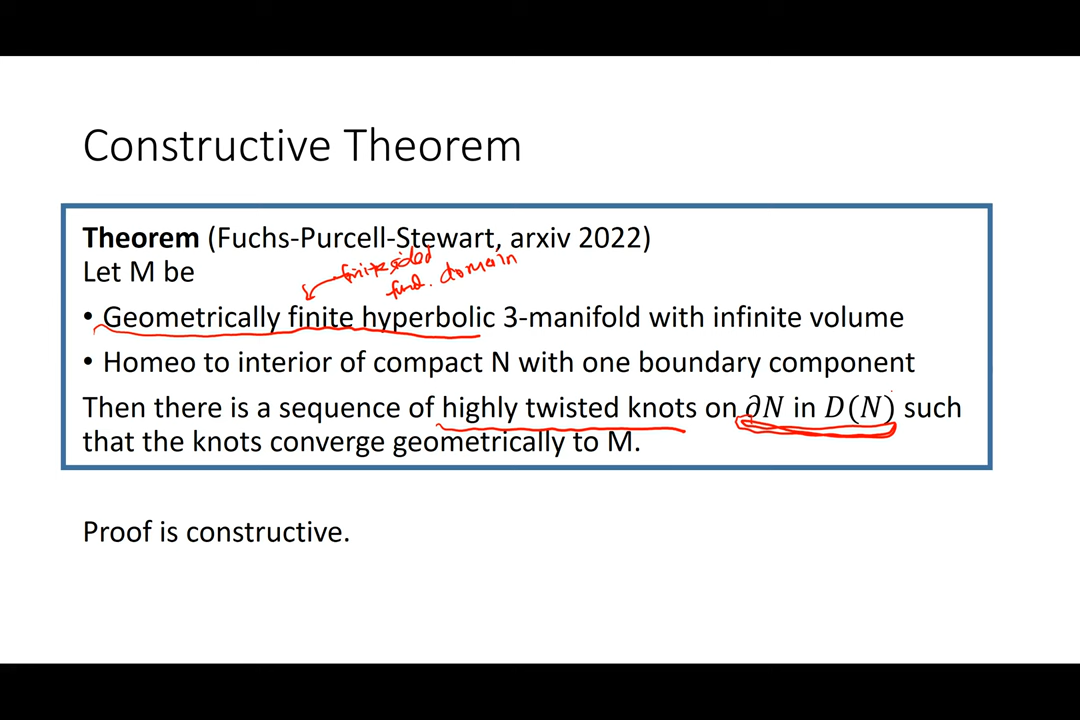 Constructive Theorem
Theorem (Fuchs-Purcell-Stewart, arxiv 2022)
Let M be
finite sided
fund. domain
• Geometrically finite hyperbolic 3-manifold with infinite volume
• Homeo to interior of compact N with one boundary component
Then there is a sequence of highly twisted knots on ∂N in D(N) such
that the knots converge geometrically to M.
Proof is constructive.